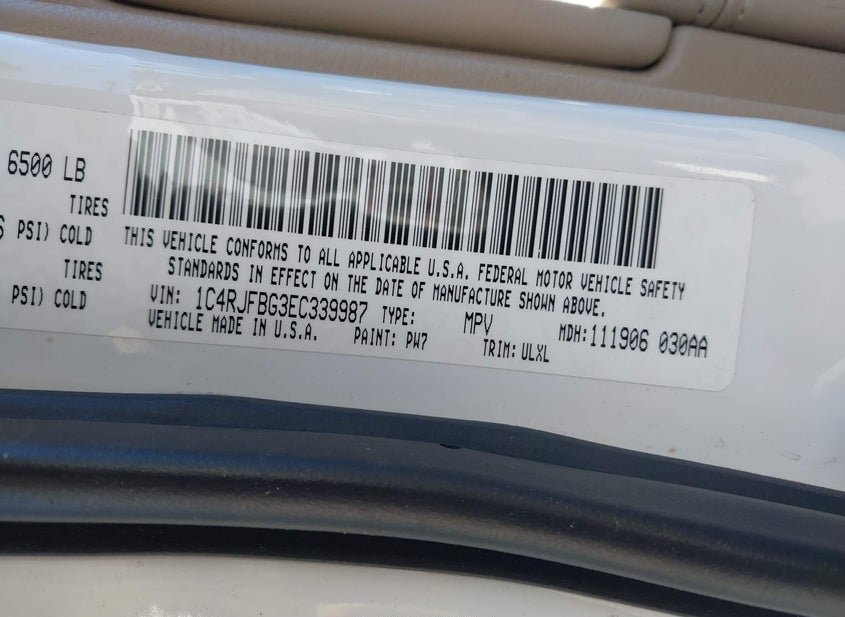 6500 LB
TIRES
PSI) COLD
TIRES
PSI) COLD
THIS VEHICLE CONFORMS TO ALL APPLICABLE U.S.A. FEDERAL MOTOR VEHICLE SAFETY
STANDARDS IN EFFECT ON THE DATE OF MANUFACTURE SHOWN ABOVE.
VIN: 1C4RJFBG3EC339987 TYPE: MPV MDH:111906 030AA
VEHICLE MADE IN U.S.A. PAINT: PW7 TRIM: ULXL